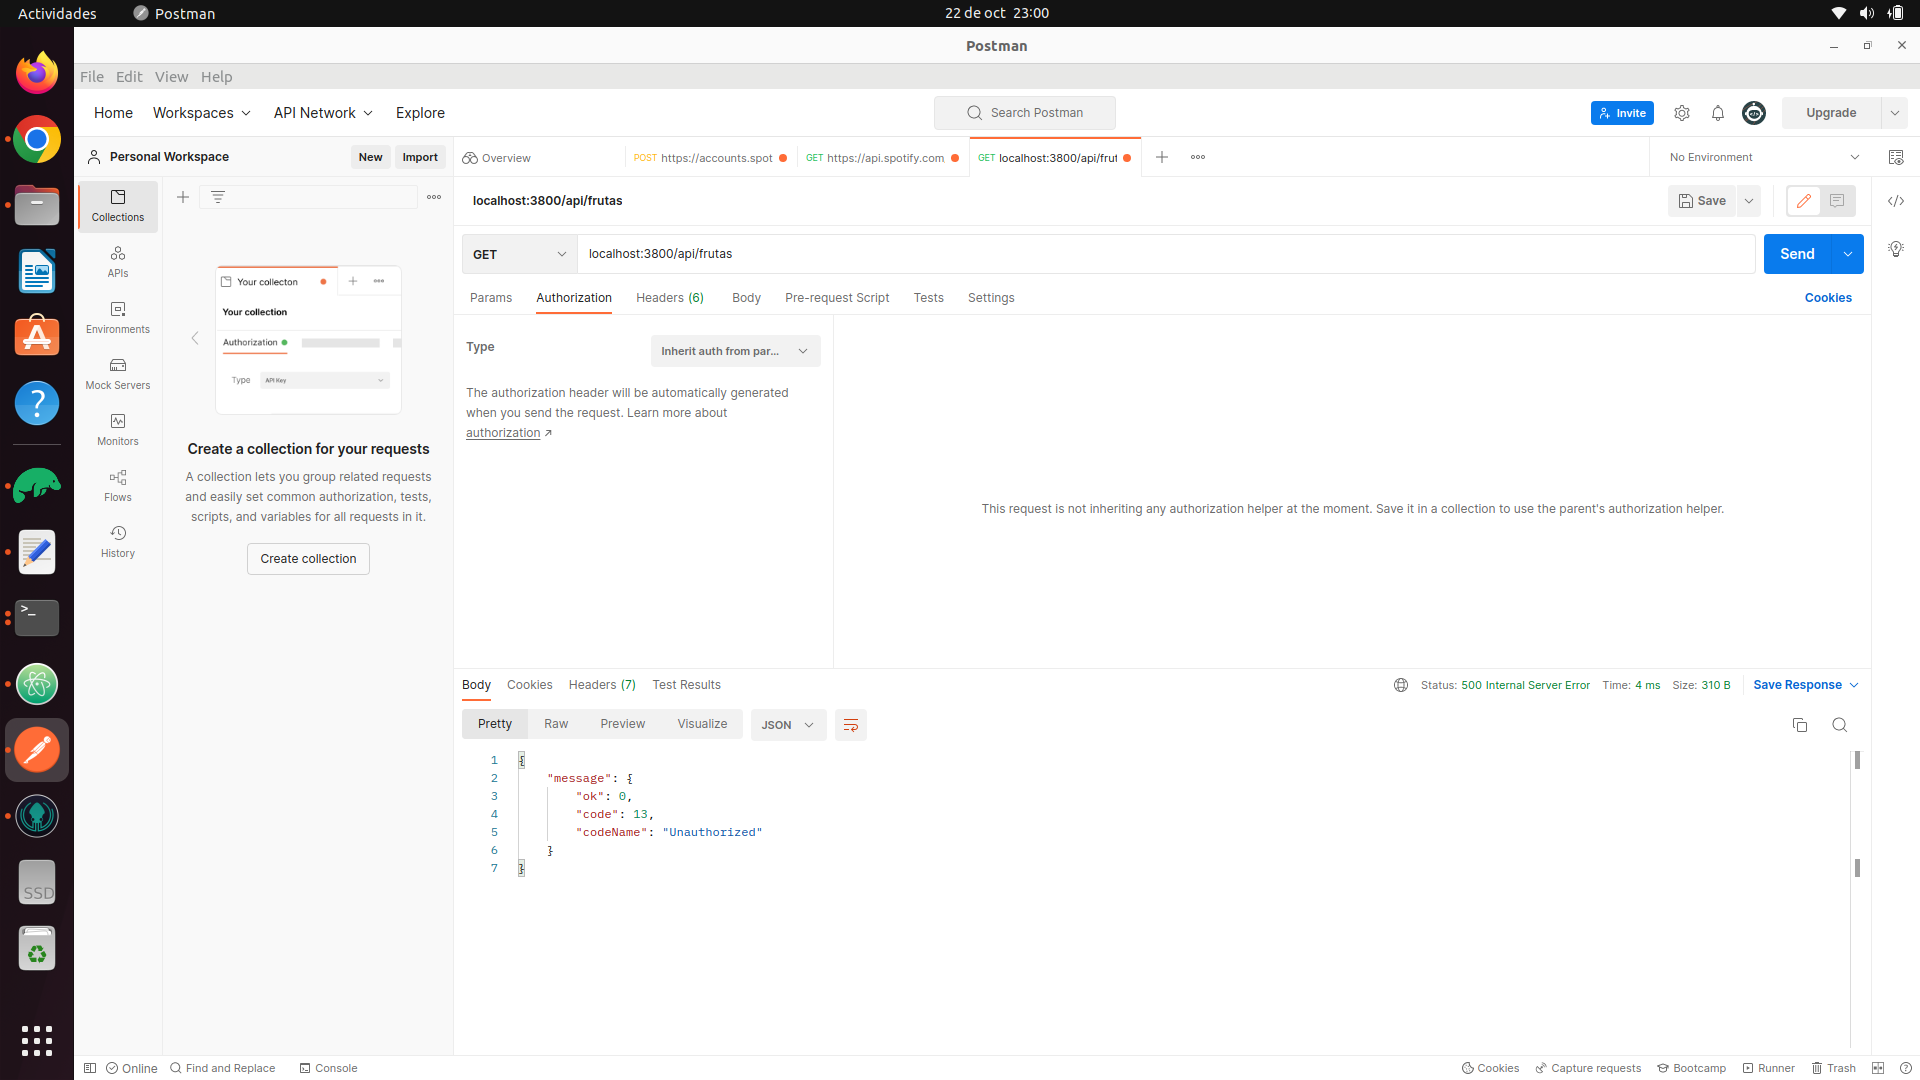 Actividades
Postman
22 de oct 23:00
Postman
File Edit View Help
Home Workspaces API Network Explore
Search Postman
Invite
Upgrade
Personal Workspace
New Import
Overview
POST https://accounts.spot
GET https://api.spotify.com
GET localhost:3800/api/frut
No Environment
Collections
APIs
Environments
Mock Servers
Monitors
Flows
History
Your collecton
Your collection
Authorization
Type API Key
Create a collection for your requests
A collection lets you group related requests
and easily set common authorization, tests,
scripts, and variables for all requests in it.
Create collection
localhost:3800/api/frutas
Save
GET localhost:3800/api/frutas
Send
Params Authorization Headers (6) Body Pre-request Script Tests Settings
Cookies
Type
Inherit auth from par...
The authorization header will be automatically generated
when you send the request. Learn more about
authorization ↗
This request is not inheriting any authorization helper at the moment. Save it in a collection to use the parent's authorization helper.
Body Cookies Headers (7) Test Results
Status: 500 Internal Server Error Time: 4 ms Size: 310 B
Save Response
Pretty Raw Preview Visualize JSON
1 {
2 "message": {
3 "ok": 0,
4 "code": 13,
5 "codeName": "Unauthorized"
6 }
7 }
SSD
Online Find and Replace Console
Cookies Capture requests Bootcamp Runner Trash